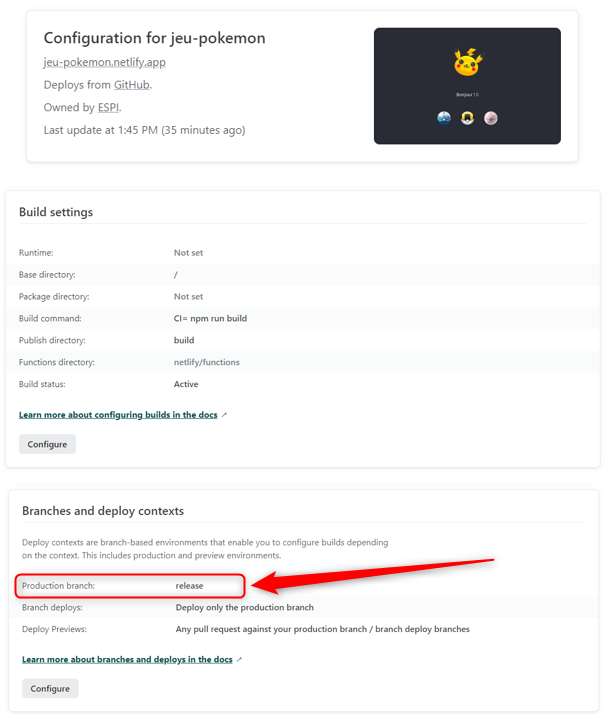 Configuration for jeu-pokemon
jeu-pokemon.netlify.app
Deploys from GitHub.
Owned by ESPI.
Last update at 1:45 PM (35 minutes ago)
Build settings
Runtime: Not set
Base directory: /
Package directory: Not set
Build command: CI= npm run build
Publish directory: build
Functions directory: netlify/functions
Build status: Active
Learn more about configuring builds in the docs ↗
Configure
Branches and deploy contexts
Deploy contexts are branch-based environments that enable you to configure builds depending
on the context. This includes production and preview environments.
Production branch: release
Branch deploys: Deploy only the production branch
Deploy Previews: Any pull request against your production branch / branch deploy branches
Learn more about branches and deploys in the docs ↗
Configure